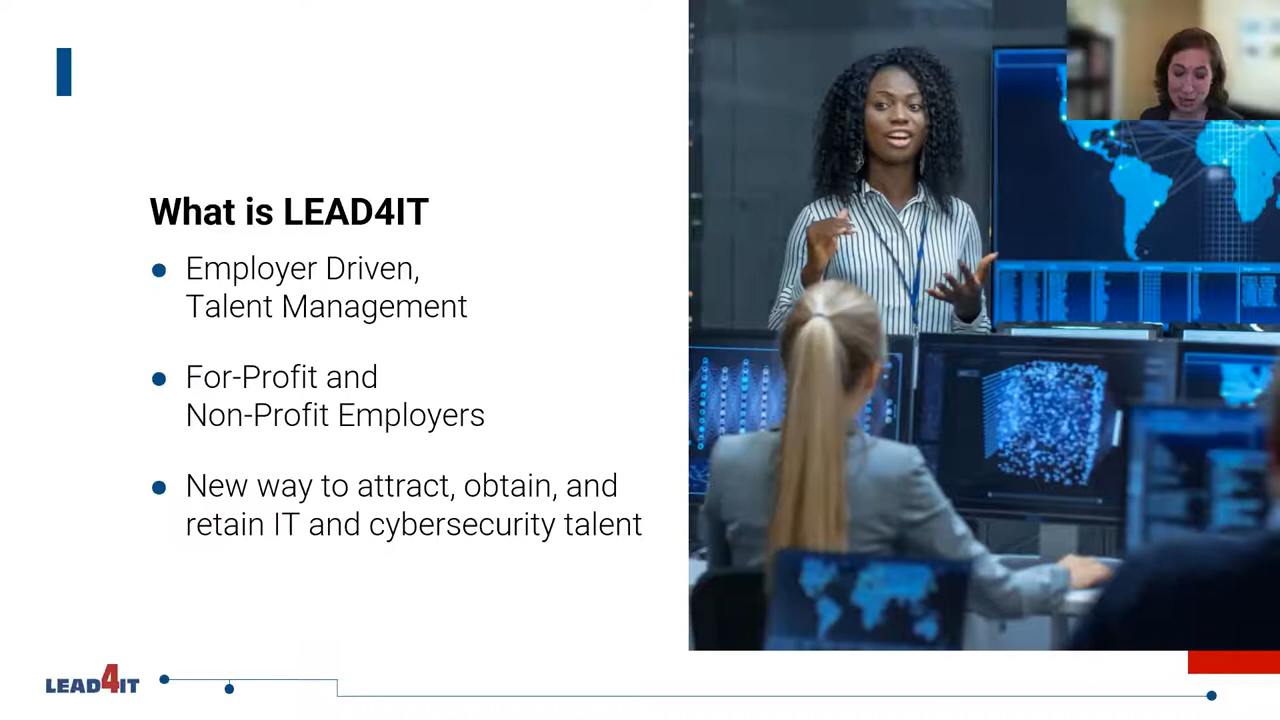 What is LEAD4IT
● Employer Driven,
Talent Management
● For-Profit and
Non-Profit Employers
● New way to attract, obtain, and
retain IT and cybersecurity talent
LEAD4IT